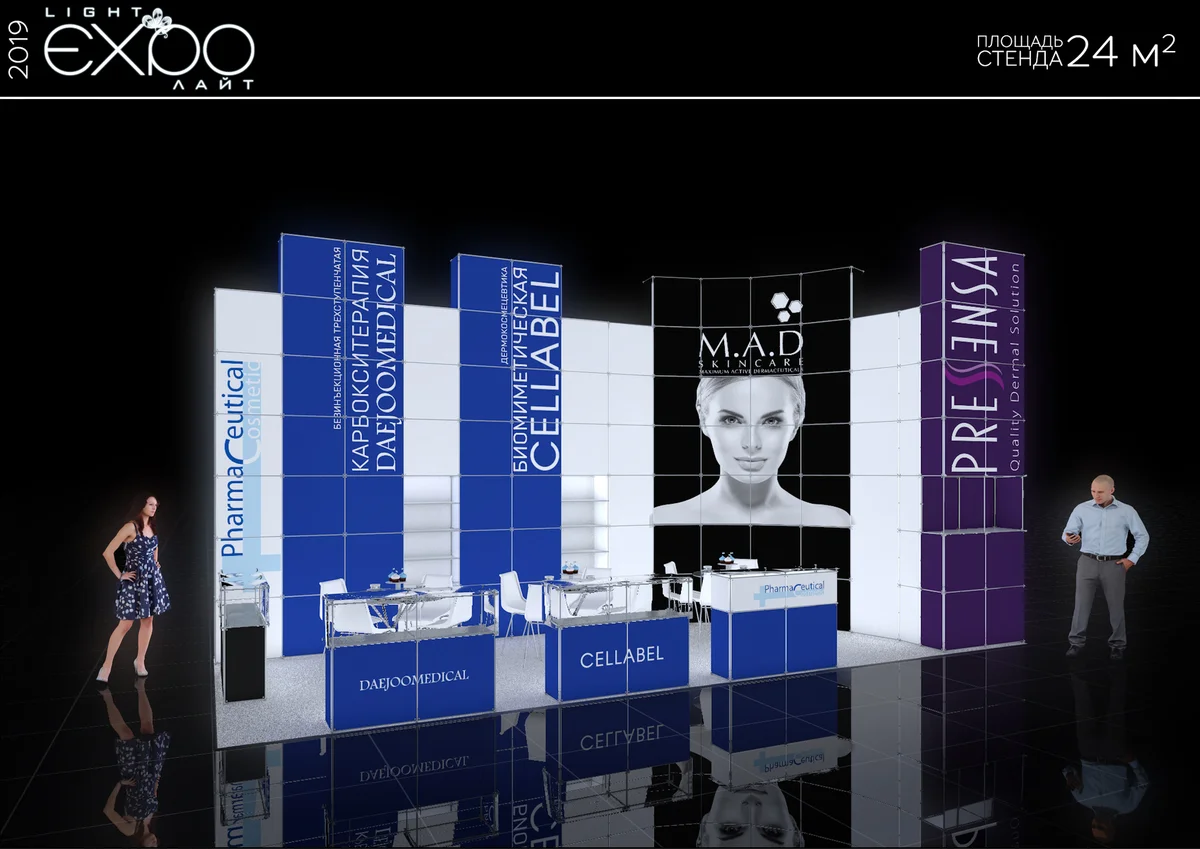 2019
LIGHT
EXPO
ЛАЙТ
ПЛОЩАДЬ
СТЕНДА 24 м²
PharmaCeutical
Cosmetic
БЕЗИНЪЕКЦИОННАЯ ТРЕХСТУПЕНЧАТАЯ
КАРБОКСИТЕРАПИЯ
DAEJOOMEDICAL
ДЕРМОКОСМЕЦЕВТИКА
БИОМИМЕТИЧЕСКАЯ
CELLABEL
M.A.D
SKINCARE
MAXIMUM ACTIVE DERMACEUTICALS
PRESSENSA
Quality Dermal Solution
DAEJOOMEDICAL
CELLABEL
PharmaCeutical